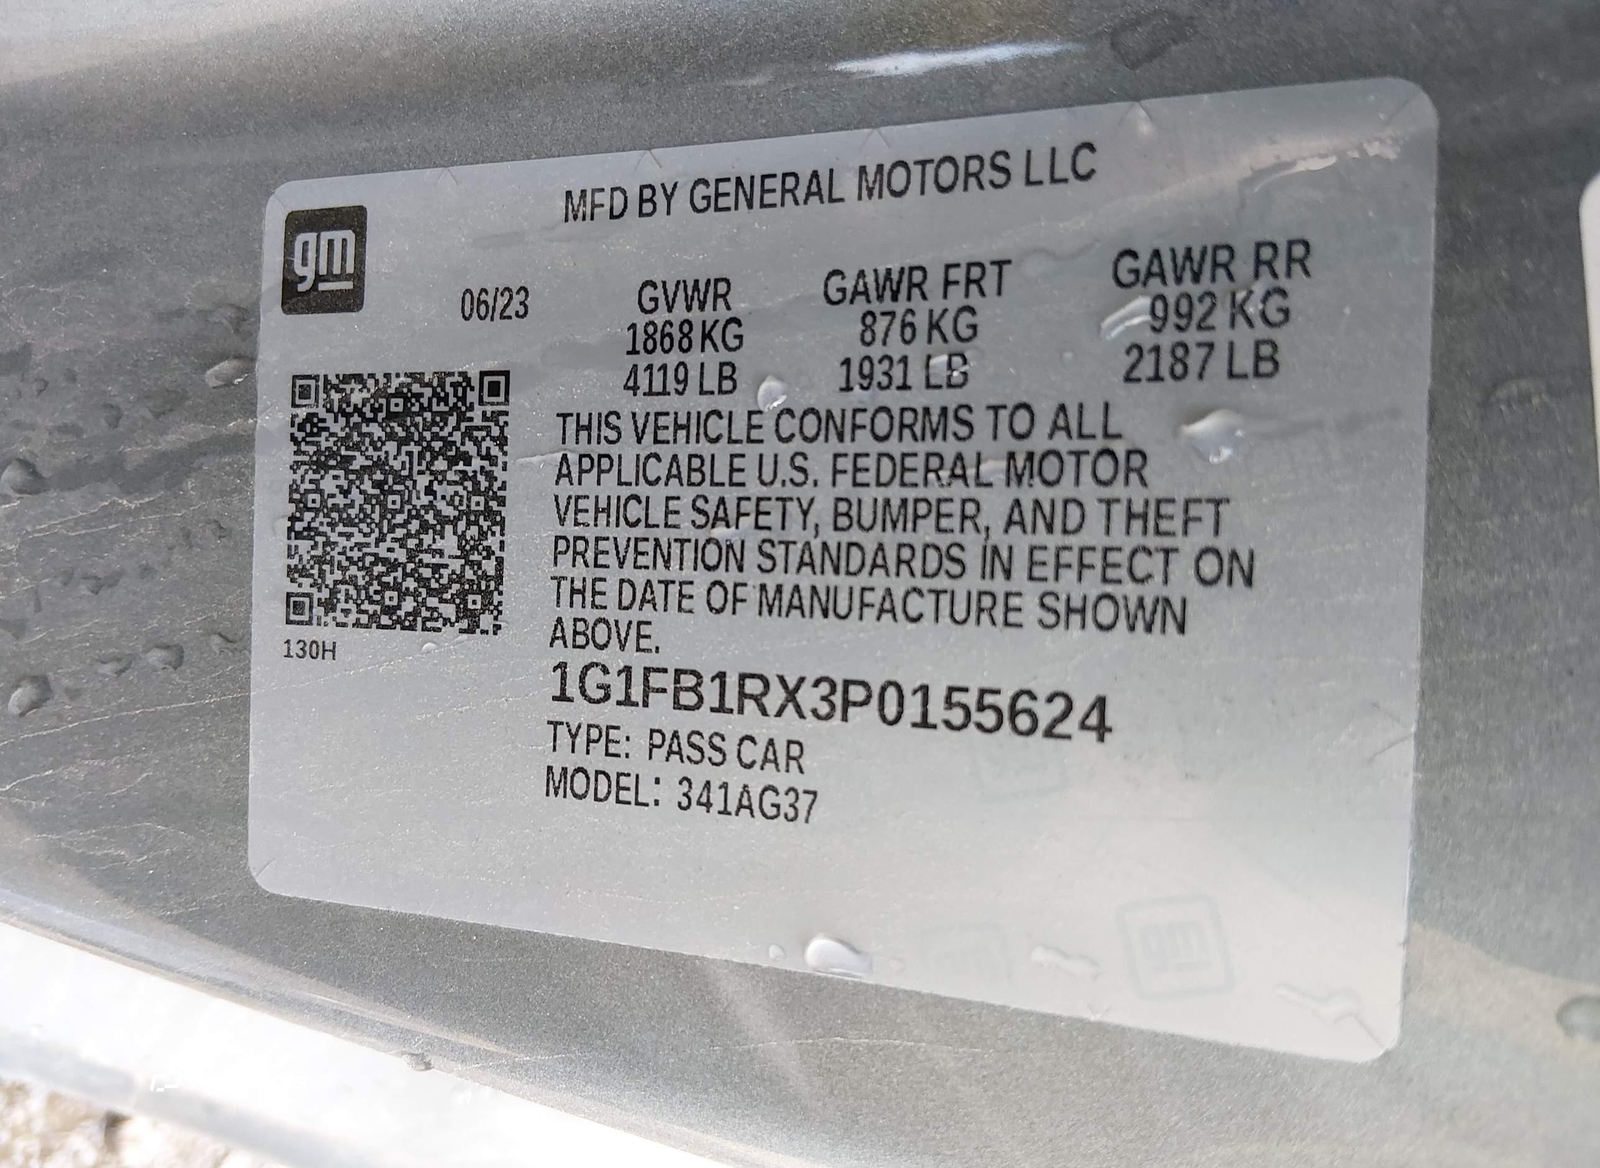 MFD BY GENERAL MOTORS LLC
gm
06/23 GVWR GAWR FRT GAWR RR
1868 KG 876 KG 992 KG
4119 LB 1931 LB 2187 LB
THIS VEHICLE CONFORMS TO ALL
APPLICABLE U.S. FEDERAL MOTOR
VEHICLE SAFETY, BUMPER, AND THEFT
PREVENTION STANDARDS IN EFFECT ON
THE DATE OF MANUFACTURE SHOWN
ABOVE.
130H
1G1FB1RX3P0155624
TYPE: PASS CAR
MODEL: 341AG37